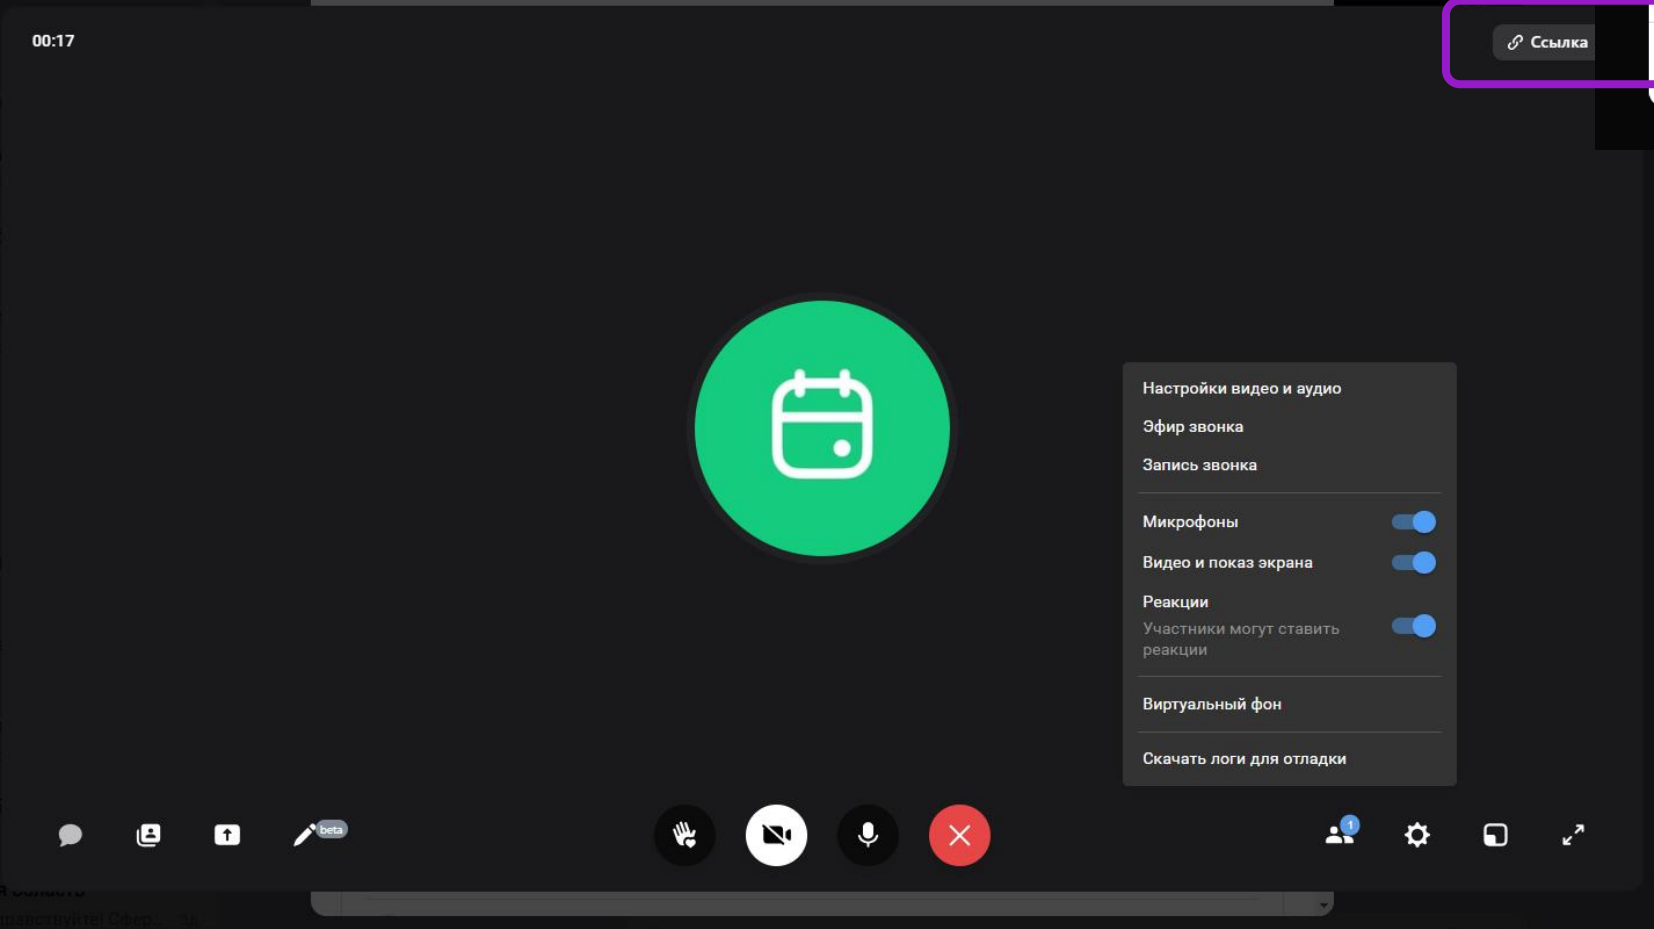 00:17
Ссылка
Настройки видео и аудио
Эфир звонка
Запись звонка
Микрофоны
Видео и показ экрана
Реакции
Участники могут ставить
реакции
Виртуальный фон
Скачать логи для отладки
beta
1